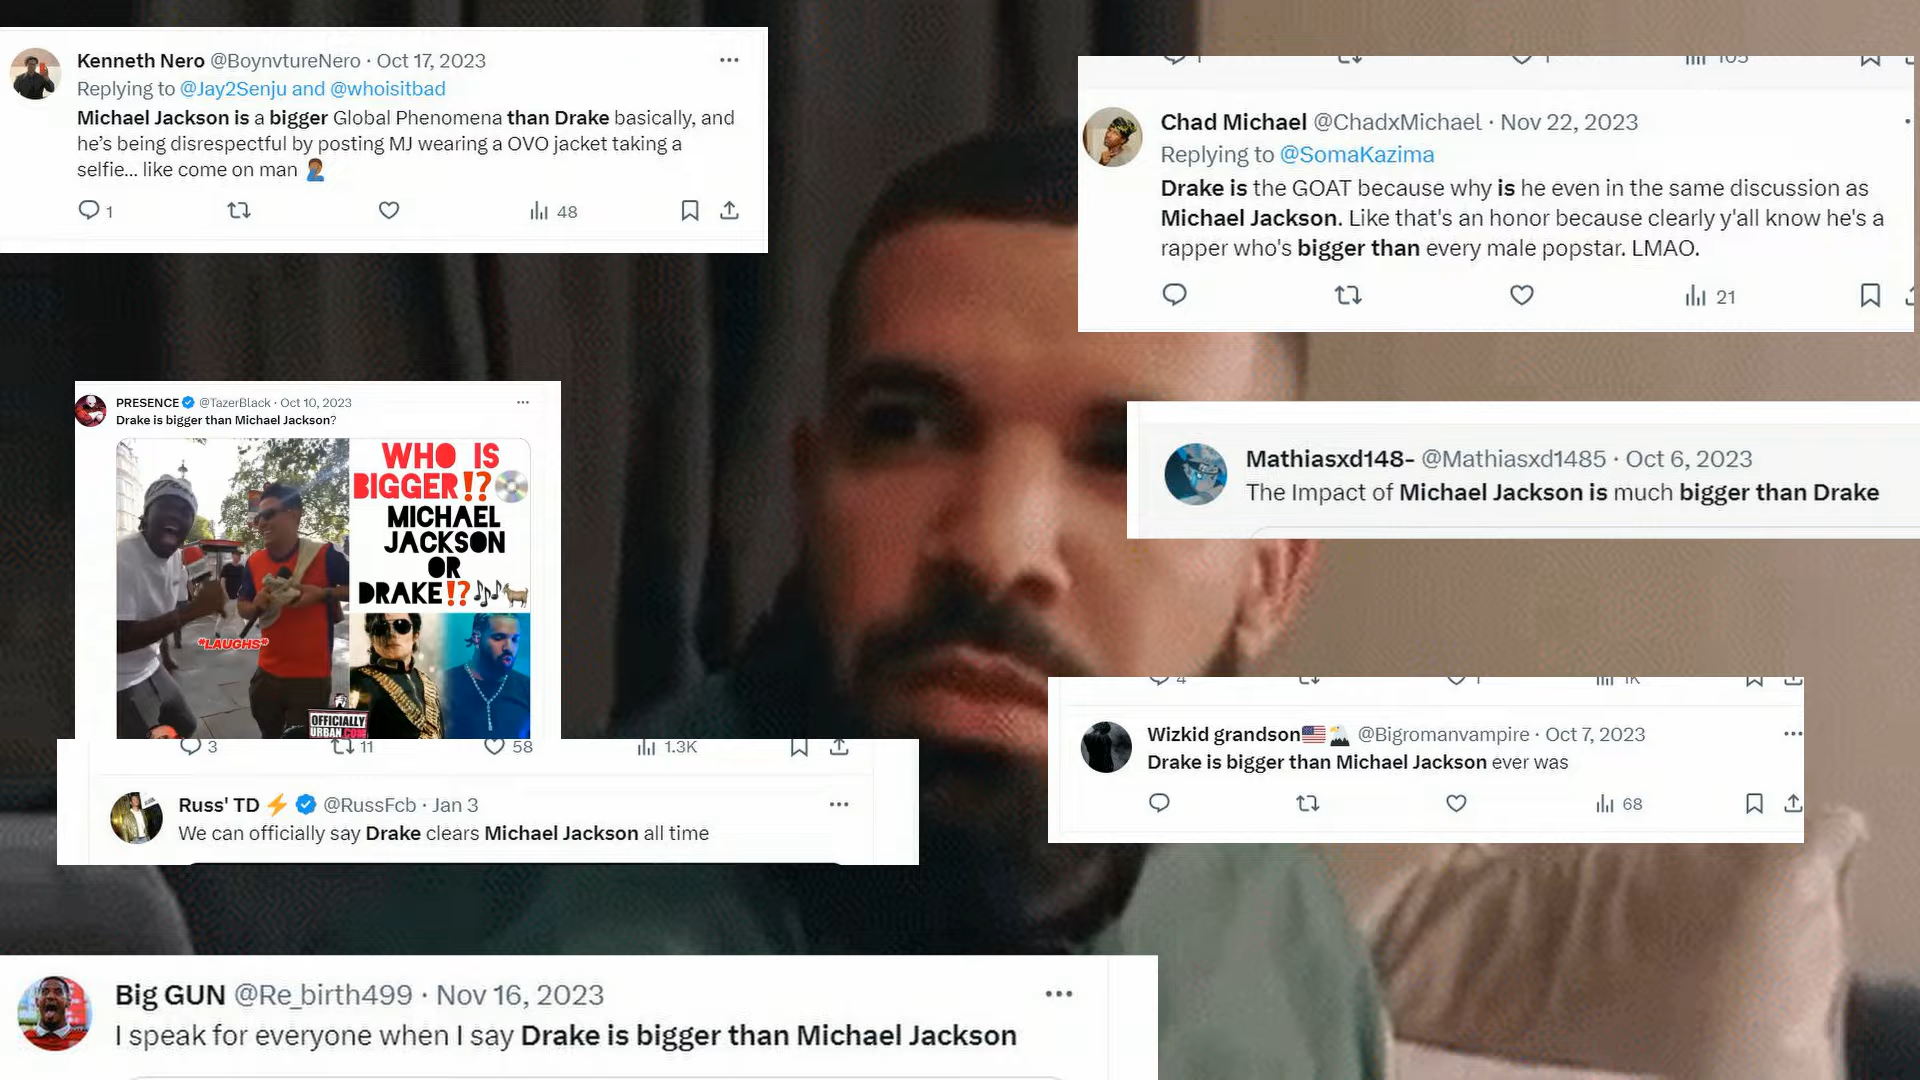 Kenneth Nero @BoynvtureNero · Oct 17, 2023
Replying to @Jay2Senju and @whoisitbad
Michael Jackson is a bigger Global Phenomena than Drake basically, and
he's being disrespectful by posting MJ wearing a OVO jacket taking a
selfie... like come on man 🤦🏾‍♂️
1
48
105
Chad Michael @ChadxMichael · Nov 22, 2023
Replying to @SomaKazima
Drake is the GOAT because why is he even in the same discussion as
Michael Jackson. Like that's an honor because clearly y'all know he's a
rapper who's bigger than every male popstar. LMAO.
21
PRESENCE @TazerBlack · Oct 10, 2023
Drake is bigger than Michael Jackson?
WHO IS
BIGGER⁉️💿
MICHAEL
JACKSON
OR
DRAKE⁉️🎶🐐
*LAUGHS*
OFFICIALLY
URBAN.COM
3 11 58 1.3K
Russ' TD ⚡ @RussFcb · Jan 3
We can officially say Drake clears Michael Jackson all time
Mathiasxd148- @Mathiasxd1485 · Oct 6, 2023
The Impact of Michael Jackson is much bigger than Drake
4 1 1K
Wizkid grandson🇺🇸🏔️ @Bigromanvampire · Oct 7, 2023
Drake is bigger than Michael Jackson ever was
68
Big GUN @Re_birth499 · Nov 16, 2023
I speak for everyone when I say Drake is bigger than Michael Jackson